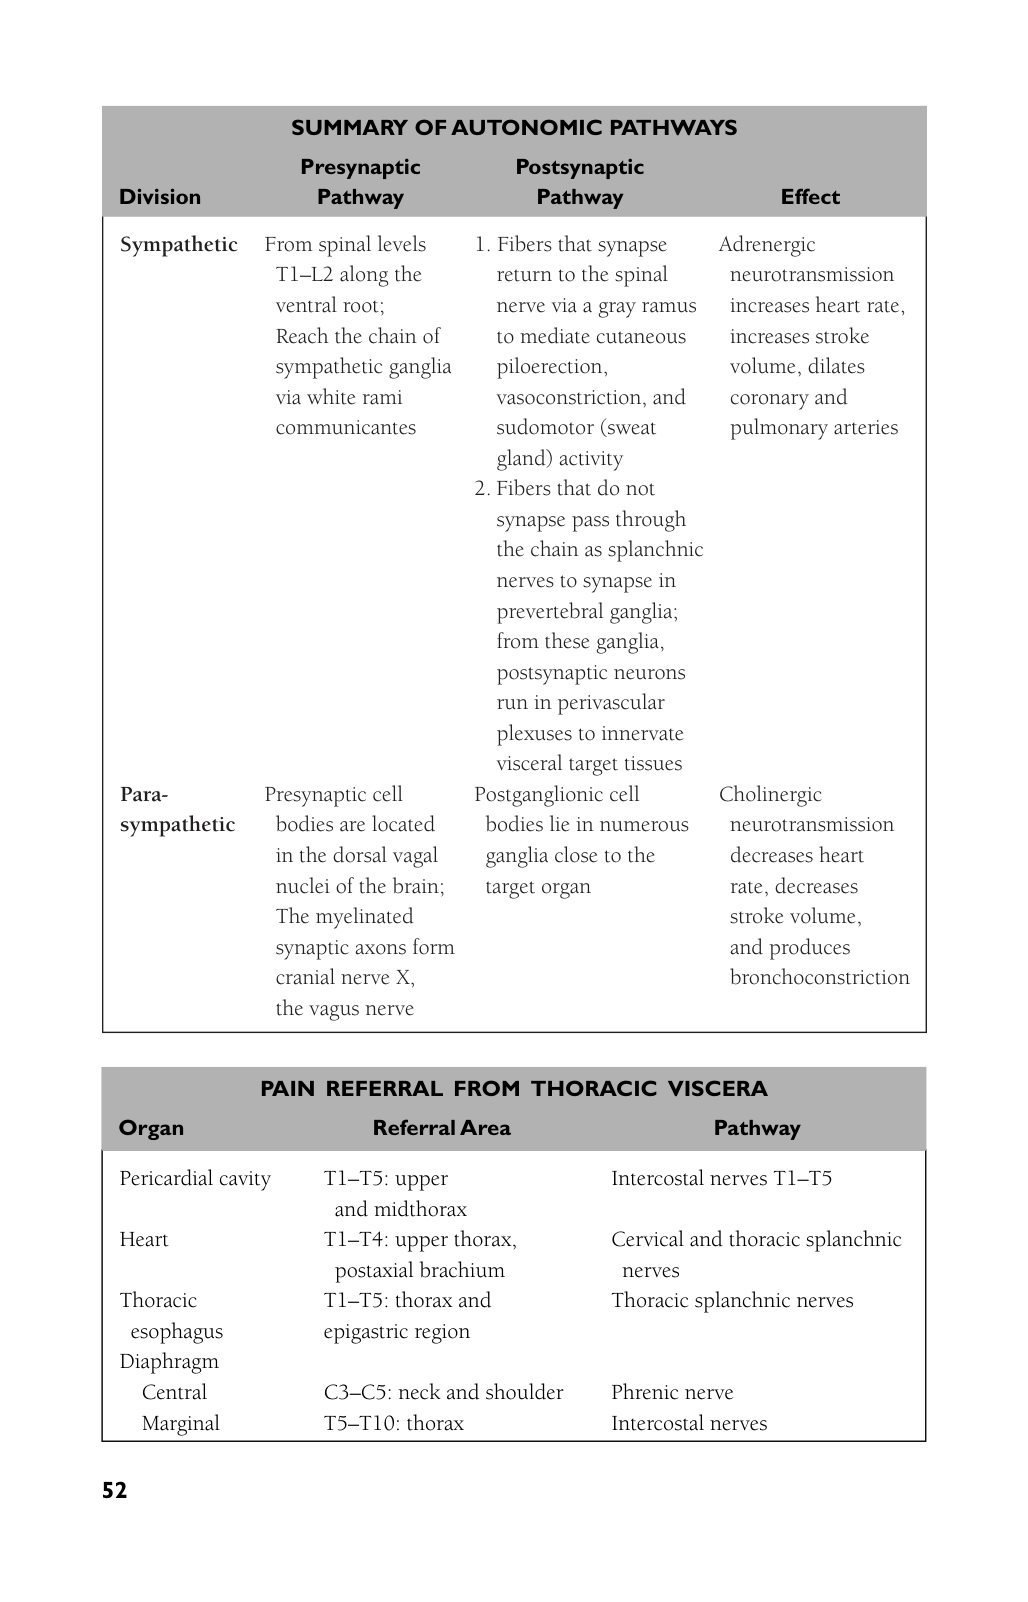 SUMMARY OF AUTONOMIC PATHWAYS
Presynaptic Postsynaptic
Division Pathway Pathway Effect
Sympathetic From spinal levels 1. Fibers that synapse Adrenergic
T1–L2 along the return to the spinal neurotransmission
ventral root; nerve via a gray ramus increases heart rate,
Reach the chain of to mediate cutaneous increases stroke
sympathetic ganglia piloerection, volume, dilates
via white rami vasoconstriction, and coronary and
communicantes sudomotor (sweat pulmonary arteries
gland) activity
2. Fibers that do not
synapse pass through
the chain as splanchnic
nerves to synapse in
prevertebral ganglia;
from these ganglia,
postsynaptic neurons
run in perivascular
plexuses to innervate
visceral target tissues
Para- Presynaptic cell Postganglionic cell Cholinergic
sympathetic bodies are located bodies lie in numerous neurotransmission
in the dorsal vagal ganglia close to the decreases heart
nuclei of the brain; target organ rate, decreases
The myelinated stroke volume,
synaptic axons form and produces
cranial nerve X, bronchoconstriction
the vagus nerve
PAIN REFERRAL FROM THORACIC VISCERA
Organ Referral Area Pathway
Pericardial cavity T1–T5: upper Intercostal nerves T1–T5
and midthorax
Heart T1–T4: upper thorax, Cervical and thoracic splanchnic
postaxial brachium nerves
Thoracic T1–T5: thorax and Thoracic splanchnic nerves
esophagus epigastric region
Diaphragm
Central C3–C5: neck and shoulder Phrenic nerve
Marginal T5–T10: thorax Intercostal nerves
52